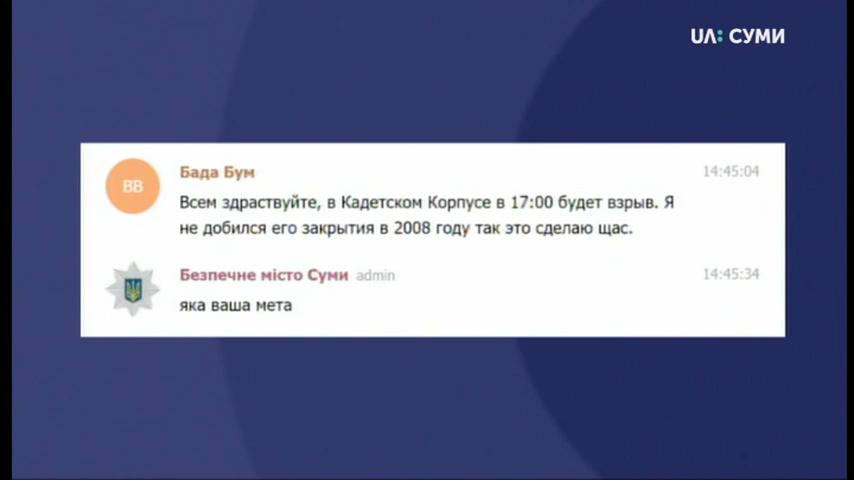 UA: СУМИ
BB
Бада Бум
14:45:04
Всем здраствуйте, в Кадетском Корпусе в 17:00 будет взрыв. Я
не добился его закрытия в 2008 году так это сделаю щас.
Безпечне місто Суми admin
14:45:34
яка ваша мета